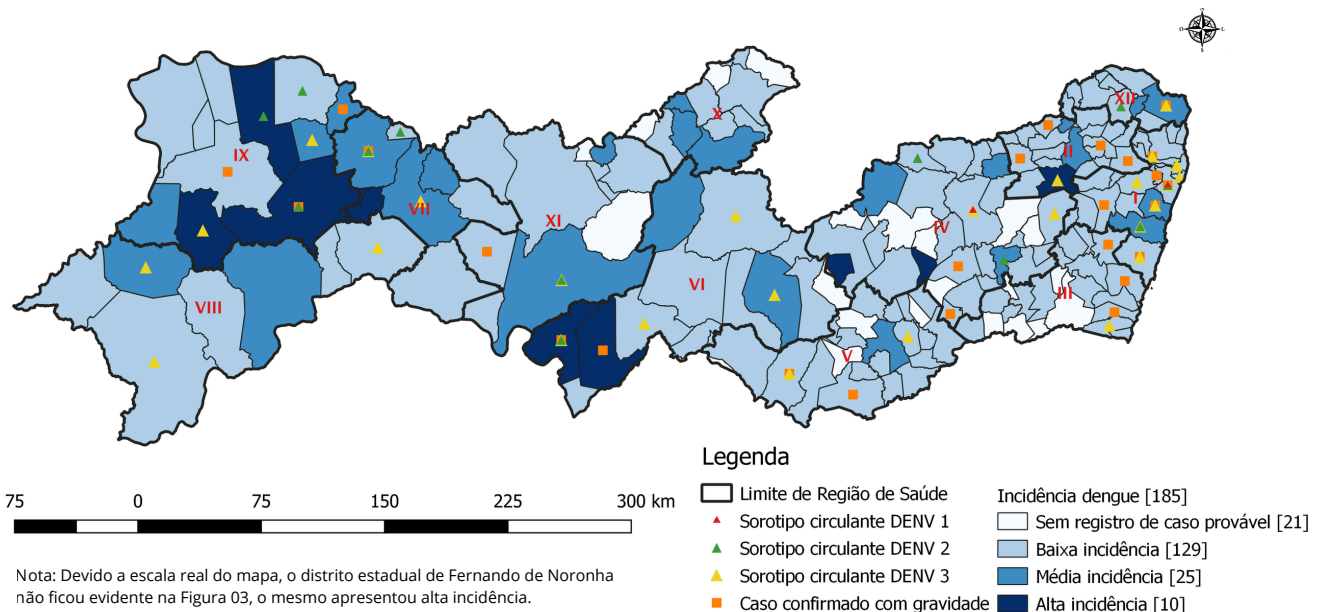 N
O
L
S
X
XII
IX
II
VII
I
IV
XI
VI
VIII
III
V
Legenda
75 0 75 150 225 300 km
Limite de Região de Saúde
Sorotipo circulante DENV 1
Sorotipo circulante DENV 2
Sorotipo circulante DENV 3
Caso confirmado com gravidade
Incidência dengue [185]
Sem registro de caso provável [21]
Baixa incidência [129]
Média incidência [25]
Alta incidência [10]
Nota: Devido a escala real do mapa, o distrito estadual de Fernando de Noronha
não ficou evidente na Figura 03, o mesmo apresentou alta incidência.